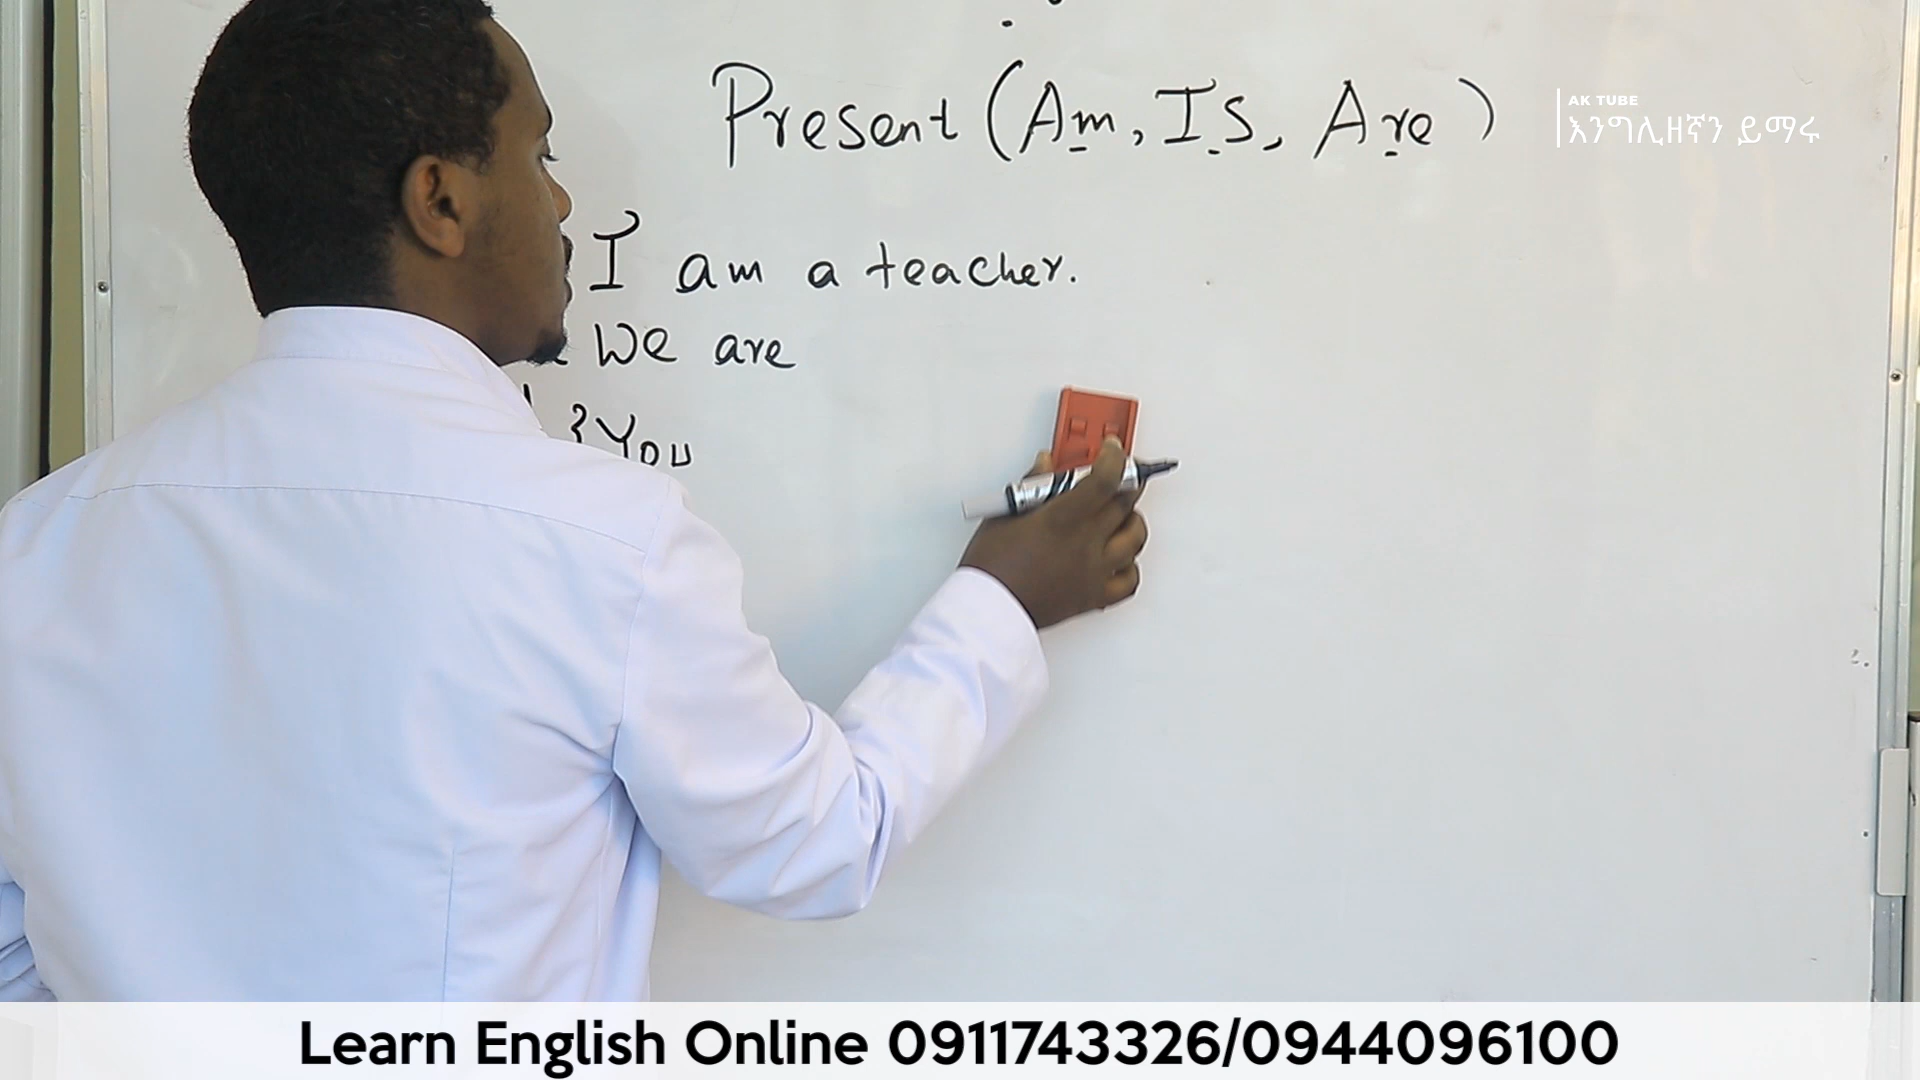 Present (Am, Is, Are)
AK TUBE
እንግሊዘኛን ይማሩ
I am a teacher.
We are
You
Learn English Online 0911743326/0944096100